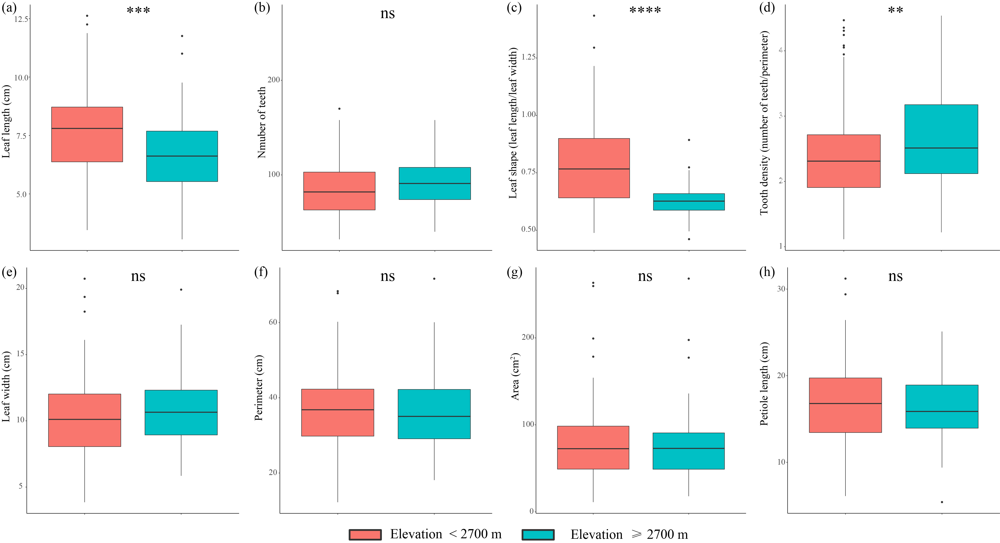 (a)
***
Leaf length (cm)
12.5
10.0
7.5
5.0
(b)
ns
Nmuber of teeth
200
100
(c)
****
Leaf shape (leaf length/leaf width)
1.25
1.00
0.75
0.50
(d)
**
Tooth density (number of teeth/perimeter)
4
3
2
1
(e)
ns
Leaf width (cm)
20
15
10
5
(f)
ns
Perimeter (cm)
60
40
20
(g)
ns
Area (cm²)
200
100
0
(h)
ns
Petiole length (cm)
30
20
10
Elevation < 2700 m
Elevation ⩾ 2700 m